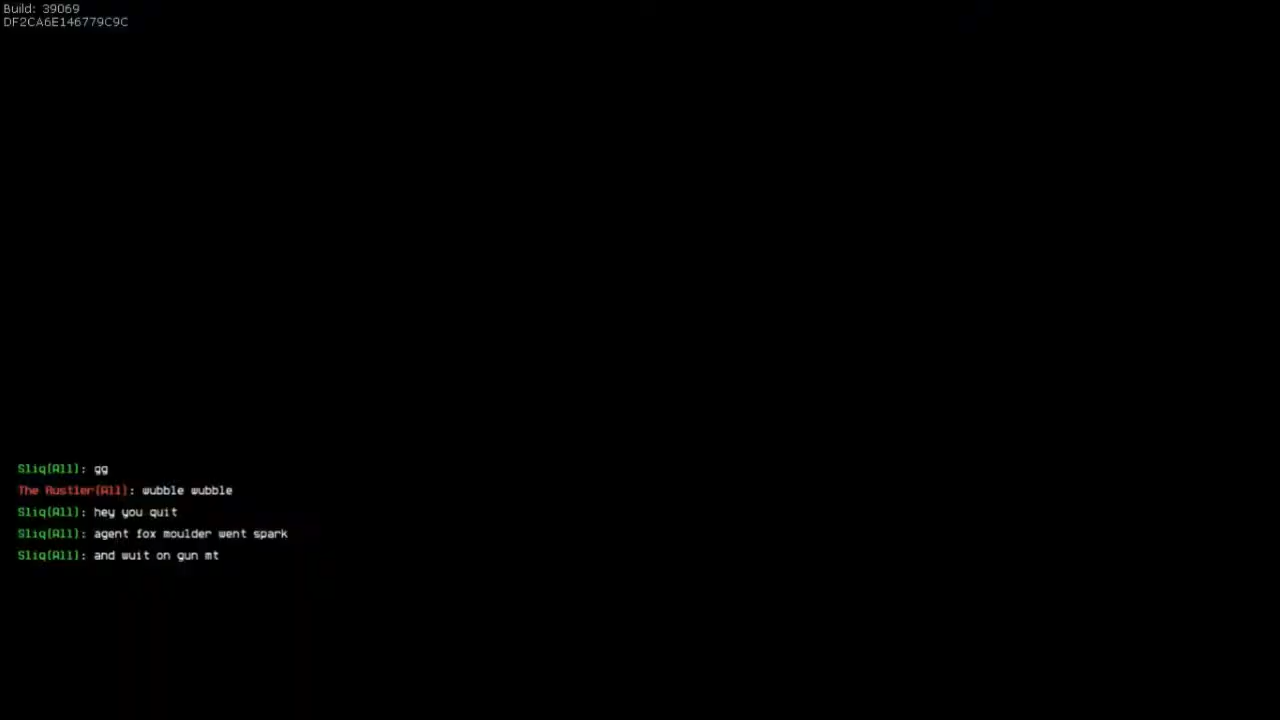 Build: 39069
DF2CA6E146779C9C
Sliq(All): gg
The Rustler(All): wubble wubble
Sliq(All): hey you quit
Sliq(All): agent fox moulder went spark
Sliq(All): and wuit on gun mt